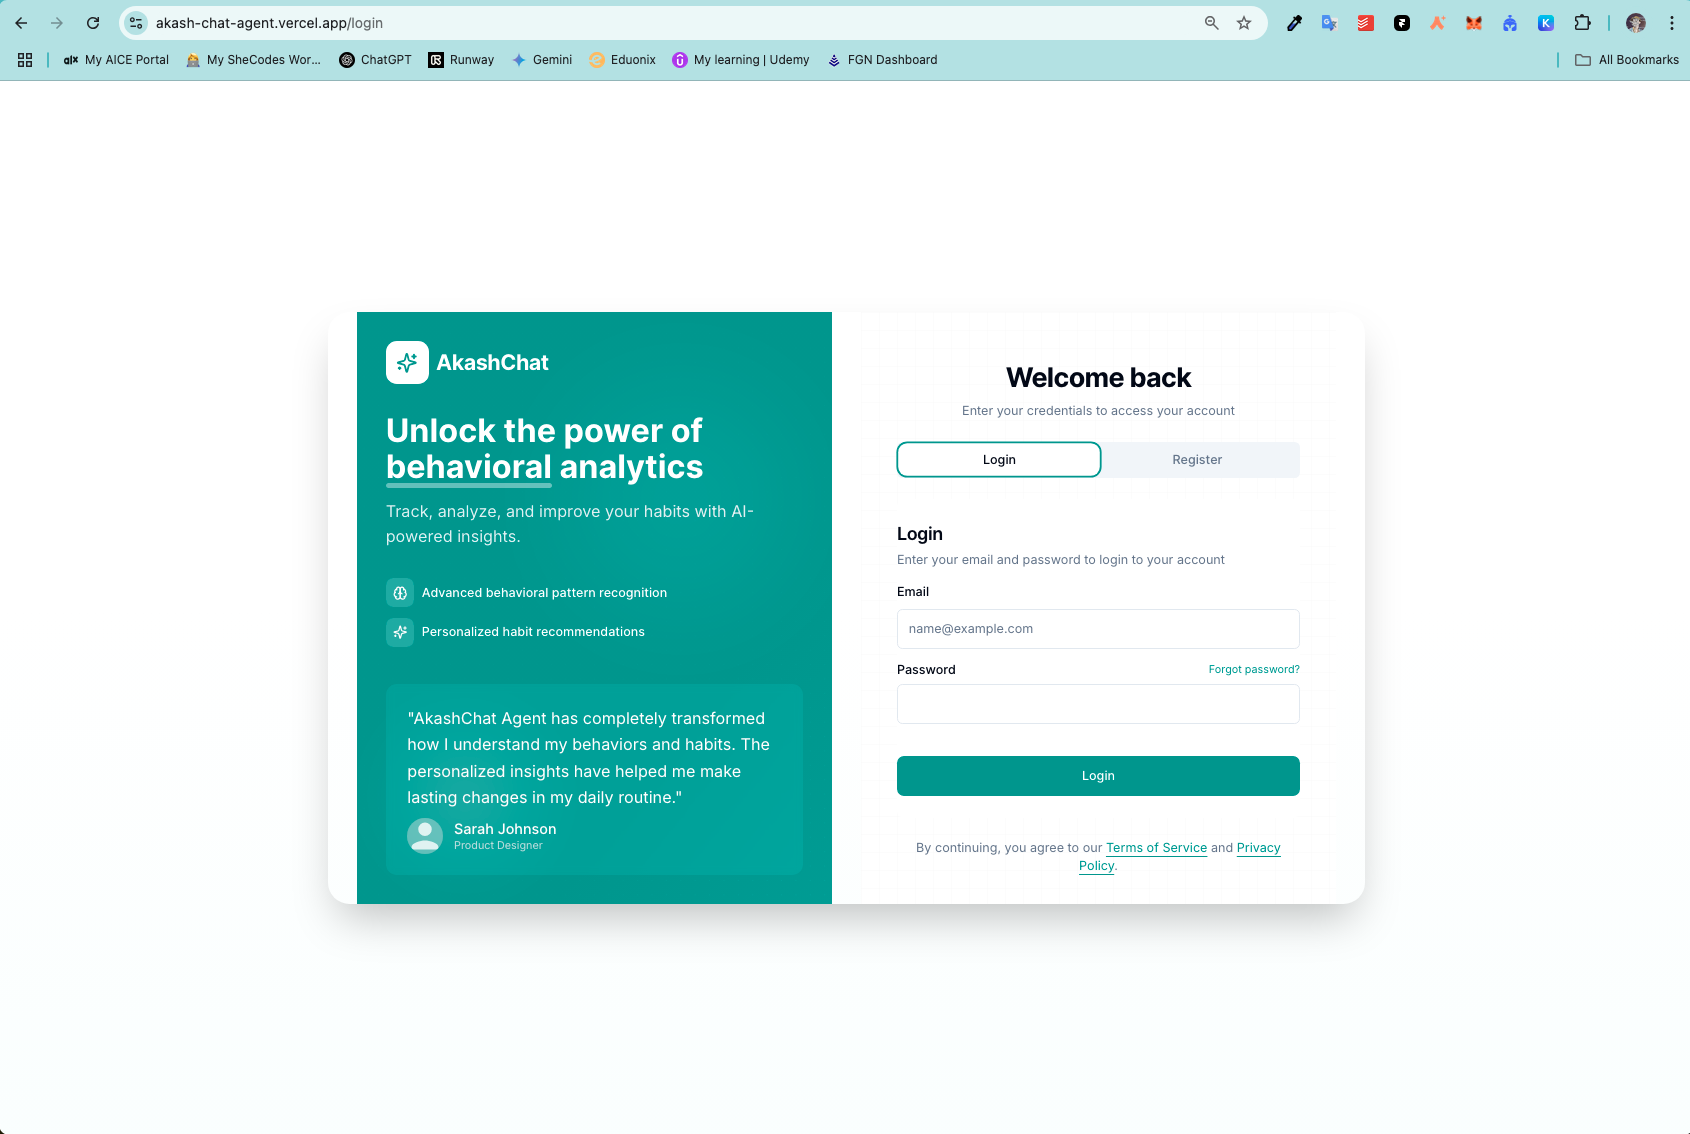 akash-chat-agent.vercel.app/login
alx My AICE Portal
My SheCodes Wor...
ChatGPT
Runway
Gemini
Eduonix
My learning | Udemy
FGN Dashboard
All Bookmarks
AkashChat
Unlock the power of
behavioral analytics
Track, analyze, and improve your habits with AI-
powered insights.
Advanced behavioral pattern recognition
Personalized habit recommendations
"AkashChat Agent has completely transformed
how I understand my behaviors and habits. The
personalized insights have helped me make
lasting changes in my daily routine."
Sarah Johnson
Product Designer
Welcome back
Enter your credentials to access your account
Login
Register
Login
Enter your email and password to login to your account
Email
name@example.com
Password
Forgot password?
Login
By continuing, you agree to our Terms of Service and Privacy
Policy.